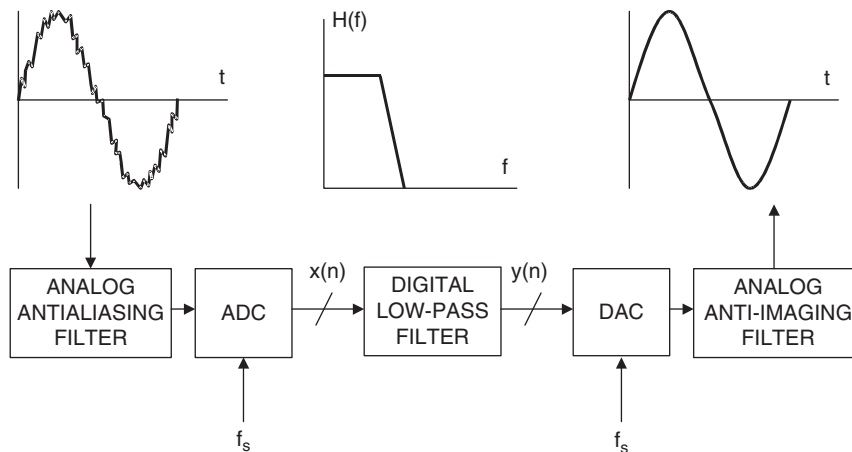 H(f)
t
t
f
x(n)
y(n)
ANALOG
ANTIALIASING
FILTER
ADC
DIGITAL
LOW-PASS
FILTER
DAC
ANALOG
ANTI-IMAGING
FILTER
fs
fs